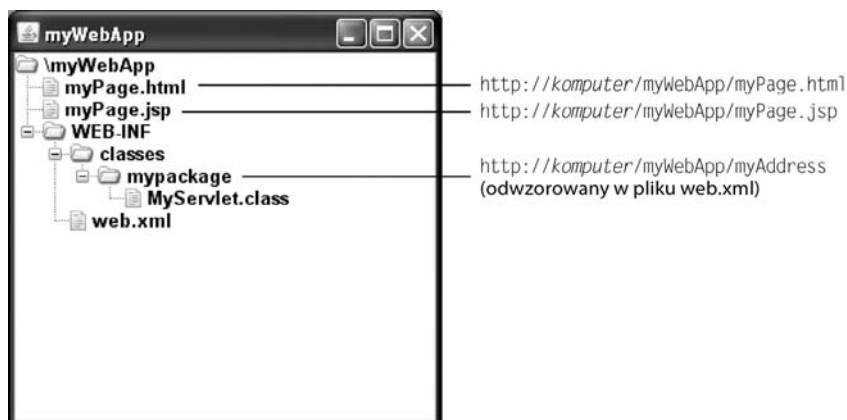 myWebApp
\myWebApp
myPage.html
http://komputer/myWebApp/myPage.html
myPage.jsp
http://komputer/myWebApp/myPage.jsp
WEB-INF
classes
mypackage
http://komputer/myWebApp/myAddress
(odwzorowany w pliku web.xml)
MyServlet.class
web.xml